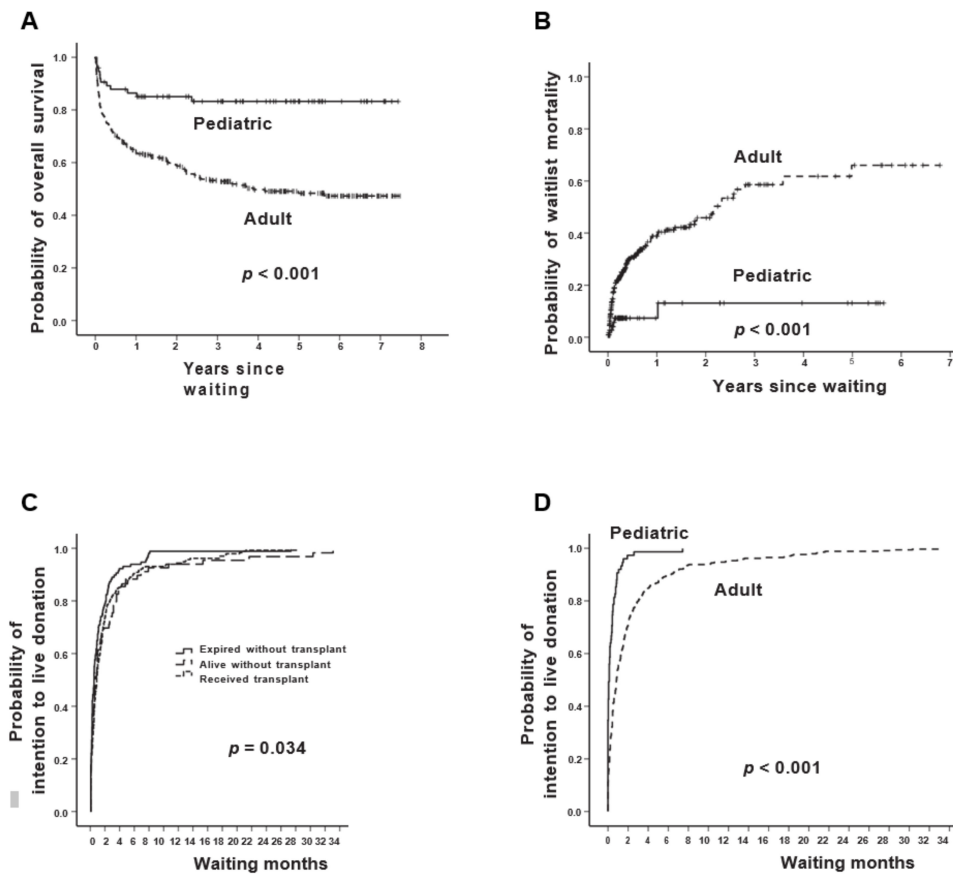 A
Probability of overall survival
1.0
0.8
0.6
0.4
0.2
0.0
Pediatric
Adult
p < 0.001
0 1 2 3 4 5 6 7 8
Years since
waiting
B
Probability of waitlist mortality
1.0
0.8
0.6
0.4
0.2
0.0
Adult
Pediatric
p < 0.001
0 1 2 3 4 5 6 7
Years since waiting
C
Probability of
intention to live donation
1.0
0.8
0.6
0.4
0.2
0.0
Expired without transplant
Alive without transplant
Received transplant
p = 0.034
0 2 4 6 8 10 12 14 16 18 20 22 24 26 28 30 32 34
Waiting months
D
Probability of
intention to live donation
1.0
0.8
0.6
0.4
0.2
0.0
Pediatric
Adult
p < 0.001
0 2 4 6 8 10 12 14 16 18 20 22 24 26 28 30 32 34
Waiting months